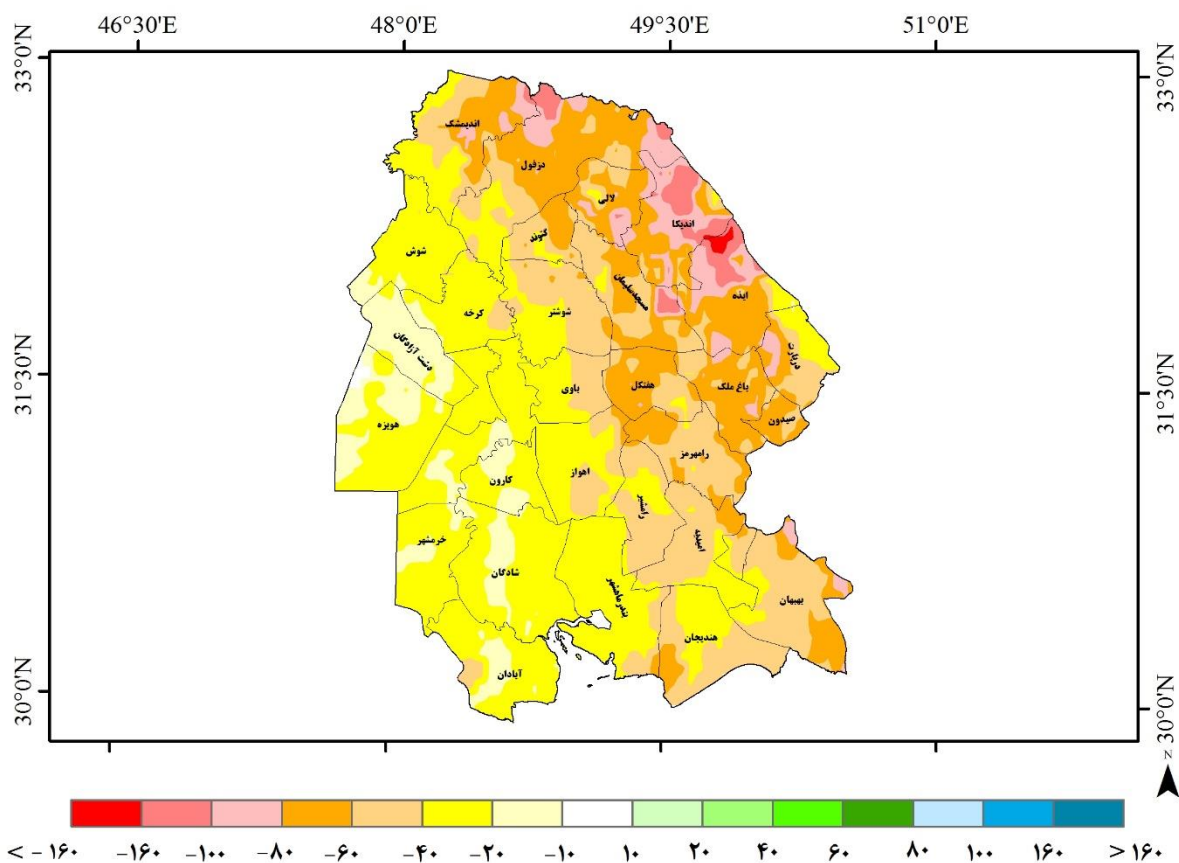 46°30'E 48°0'E 49°30'E 51°0'E
33°0'N 33°0'N
اندیمشک
دزفول
لالی
اندیکا
گتوند
شوش
ایذه
مسجدسلیمان
کرخه
شوشتر
دشت آزادگان
دزپارت
باوی
هفتکل
باغ ملک
31°30'N 31°30'N
هویزه
صیدون
رامهرمز
اهواز
کارون
رامشیر
امیدیه
خرمشهر
شادگان
بندرماهشهر
بهبهان
هندیجان
آبادان
30°0'N 30°0'N
N
< -۱۶۰ -۱۶۰ -۱۰۰ -۸۰ -۶۰ -۴۰ -۲۰ -۱۰ ۱۰ ۲۰ ۴۰ ۶۰ ۸۰ ۱۰۰ ۱۶۰ > ۱۶۰